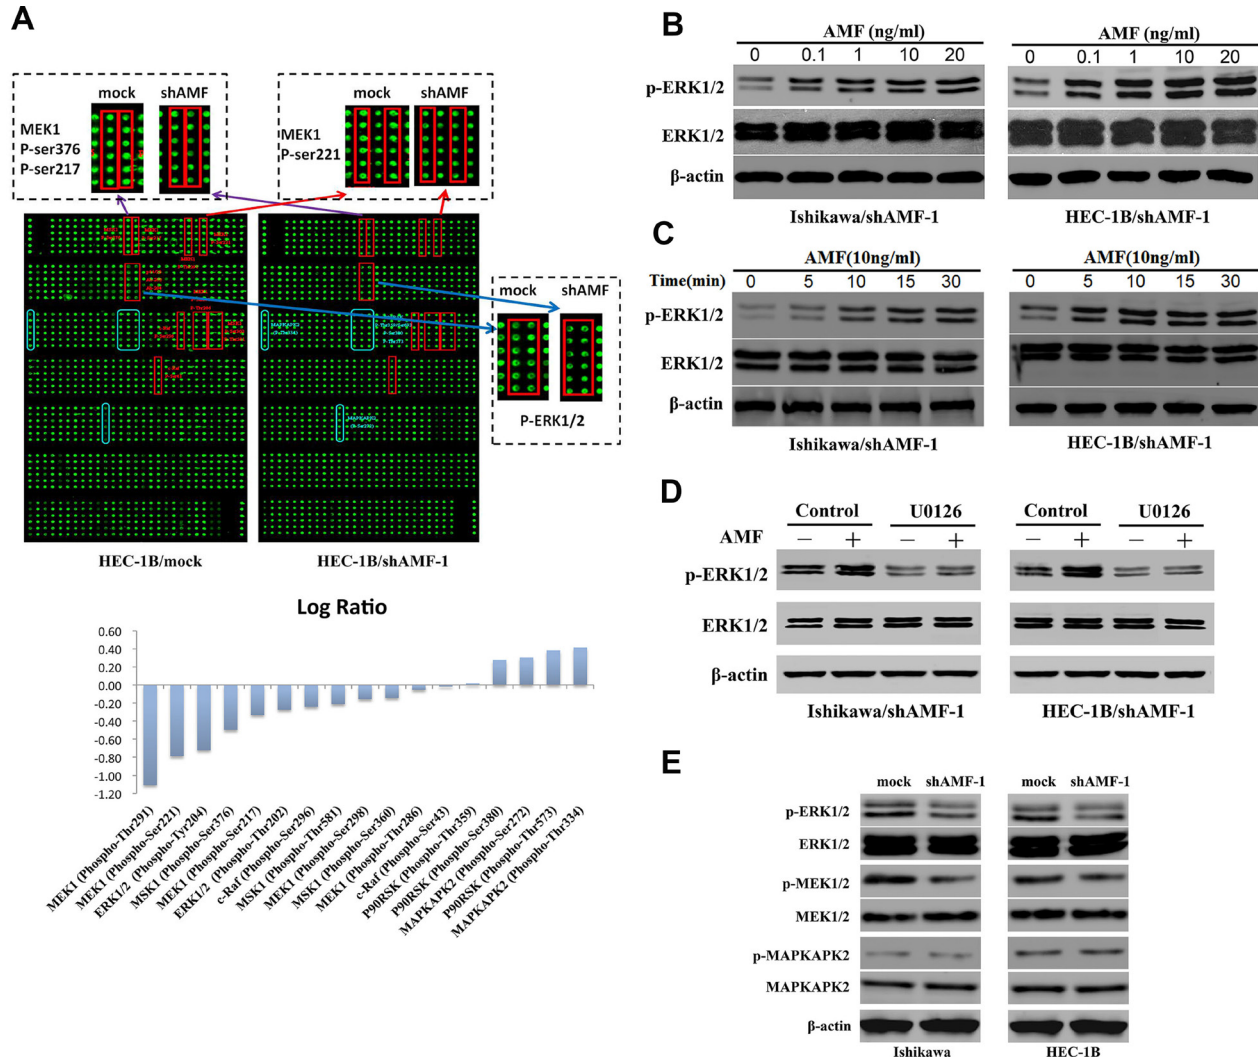 A
mock shAMF
MEK1
P-ser376
P-ser217
mock shAMF
MEK1
P-ser221
mock shAMF
P-ERK1/2
HEC-1B/mock HEC-1B/shAMF-1
Log Ratio
0.60
0.40
0.20
0.00
-0.20
-0.40
-0.60
-0.80
-1.00
-1.20
MEK1 (Phospho-Thr291)
MEK1 (Phospho-Ser221)
ERK1/2 (Phospho-Tyr204)
MSK1 (Phospho-Ser376)
MEK1 (Phospho-Ser217)
ERK1/2 (Phospho-Thr202)
c-Raf (Phospho-Ser296)
MSK1 (Phospho-Thr581)
MEK1 (Phospho-Ser298)
MSK1 (Phospho-Ser360)
MEK1 (Phospho-Thr286)
c-Raf (Phospho-Ser43)
P90RSK (Phospho-Thr359)
P90RSK (Phospho-Ser380)
MAPKAPK2 (Phospho-Ser272)
P90RSK (Phospho-Thr573)
MAPKAPK2 (Phospho-Thr334)
B
AMF (ng/ml) AMF (ng/ml)
0 0.1 1 10 20 0 0.1 1 10 20
p-ERK1/2
ERK1/2
β-actin
Ishikawa/shAMF-1 HEC-1B/shAMF-1
C
AMF(10ng/ml) AMF(10ng/ml)
Time(min) 0 5 10 15 30 0 5 10 15 30
p-ERK1/2
ERK1/2
β-actin
Ishikawa/shAMF-1 HEC-1B/shAMF-1
D
Control U0126 Control U0126
AMF — + — + — + — +
p-ERK1/2
ERK1/2
β-actin
Ishikawa/shAMF-1 HEC-1B/shAMF-1
E
mock shAMF-1 mock shAMF-1
p-ERK1/2
ERK1/2
p-MEK1/2
MEK1/2
p-MAPKAPK2
MAPKAPK2
β-actin
Ishikawa HEC-1B